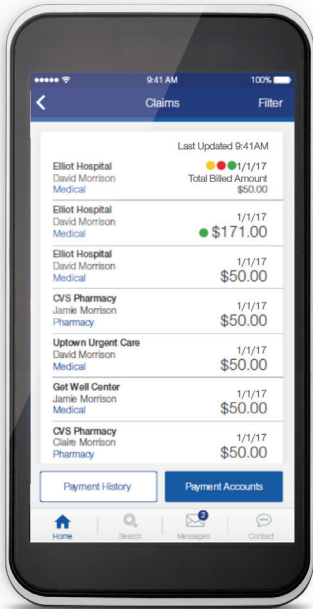 9:41 AM 100%
Claims Filter
Last Updated 9:41AM
Elliot Hospital 1/1/17
David Morrison Total Billed Amount
Medical $50.00
Elliot Hospital
David Morrison 1/1/17
Medical $171.00
Elliot Hospital
David Morrison 1/1/17
Medical $50.00
CVS Pharmacy
Jamie Morrison 1/1/17
Pharmacy $50.00
Uptown Urgent Care
David Morrison 1/1/17
Medical $50.00
Get Well Center
Jamie Morrison 1/1/17
Medical $50.00
CVS Pharmacy
Claire Morrison 1/1/17
Pharmacy $50.00
Payment History Payment Accounts
2
Home Search Messages Contact